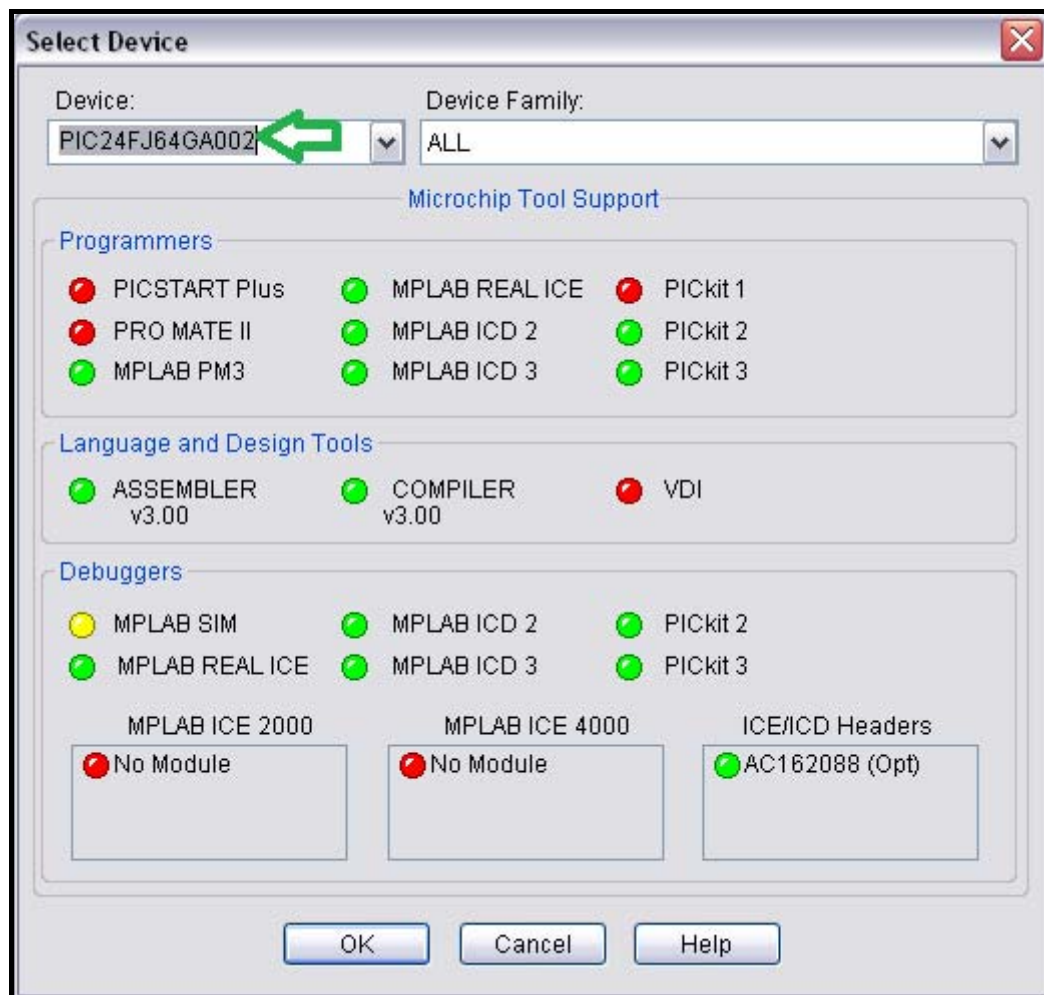 Select Device
Device: Device Family:
PIC24FJ64GA002 ALL
Microchip Tool Support
Programmers
PICSTART Plus MPLAB REAL ICE PICkit 1
PRO MATE II MPLAB ICD 2 PICkit 2
MPLAB PM3 MPLAB ICD 3 PICkit 3
Language and Design Tools
ASSEMBLER COMPILER VDI
v3.00 v3.00
Debuggers
MPLAB SIM MPLAB ICD 2 PICkit 2
MPLAB REAL ICE MPLAB ICD 3 PICkit 3
MPLAB ICE 2000 MPLAB ICE 4000 ICE/ICD Headers
No Module No Module AC162088 (Opt)
OK Cancel Help